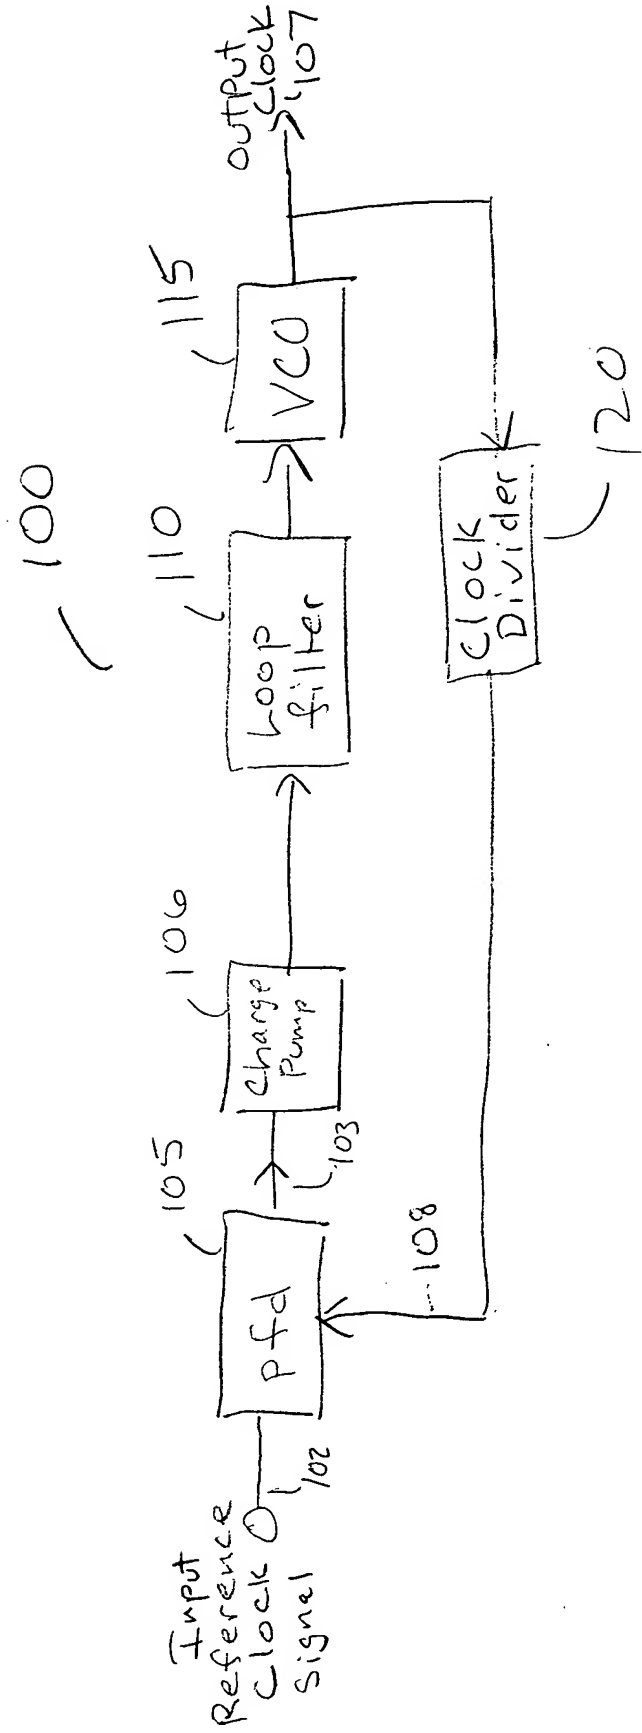 100
Input
Reference
Clock
Signal
102
105
pfd
103
106
Charge
Pump
110
Loop
filter
115
VCO
output
Clock
107
108
Clock
Divider
120